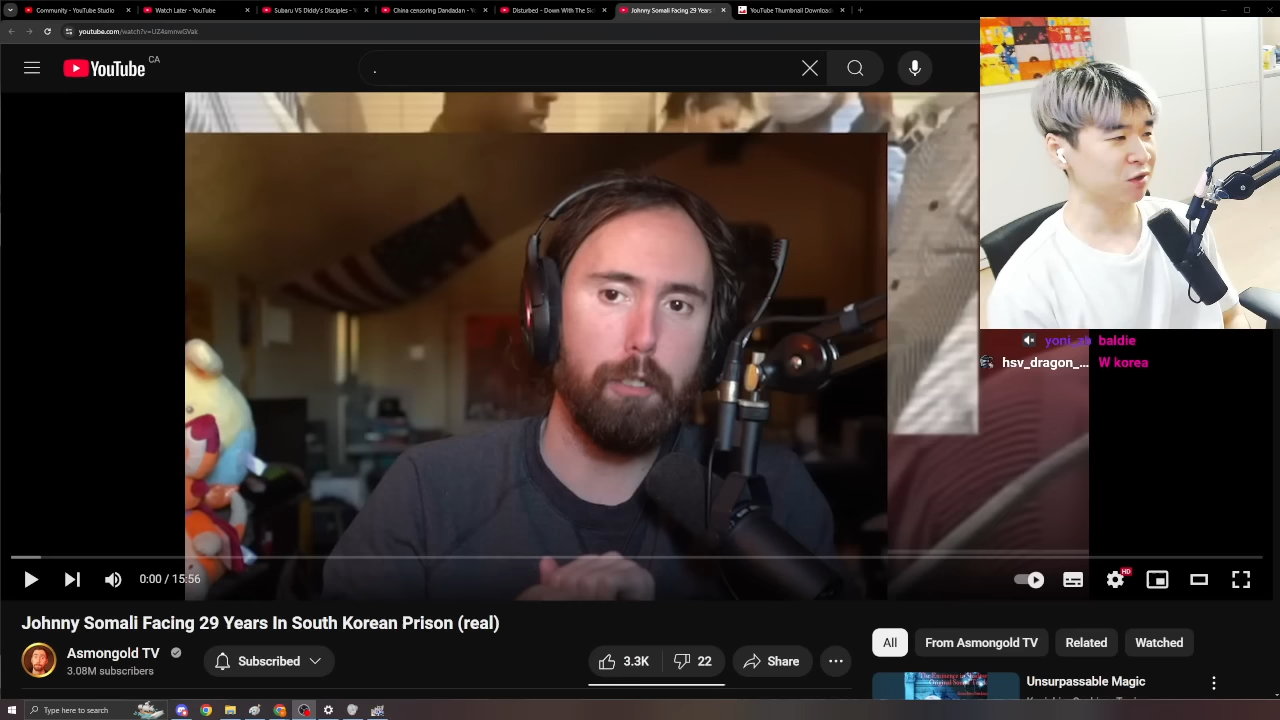 Community - YouTube Studio
Watch Later - YouTube
Subaru VS Diddy's Disciples -
China censoring Dandadan -
Disturbed - Down With The Sic
Johnny Somali Facing 29 Years
YouTube Thumbnail Download
youtube.com/watch?v=
YouTube CA
.
baldie
hsv_dragon_... W korea
0:00 / 15:56
HD
Johnny Somali Facing 29 Years In South Korean Prison (real)
Asmongold TV
3.08M subscribers
Subscribed
3.3K
22
Share
All
From Asmongold TV
Related
Watched
Unsurpassable Magic
Type here to search